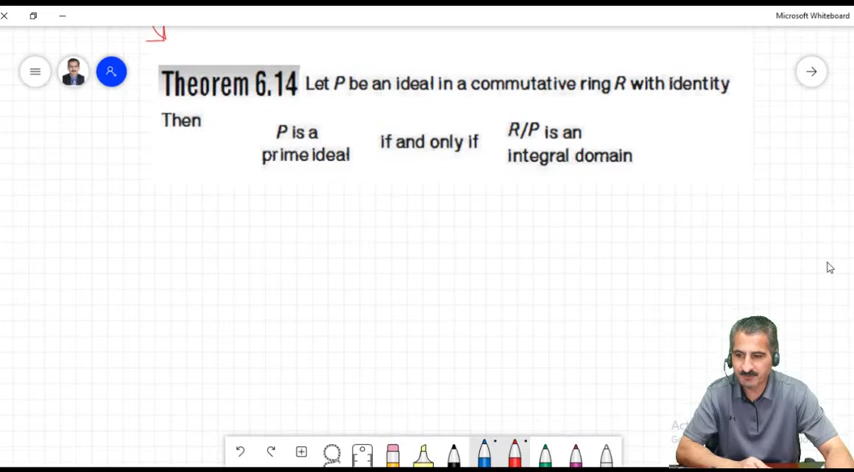 Microsoft Whiteboard
Theorem 6.14 Let P be an ideal in a commutative ring R with identity
Then
P is a prime ideal
if and only if
R/P is an integral domain